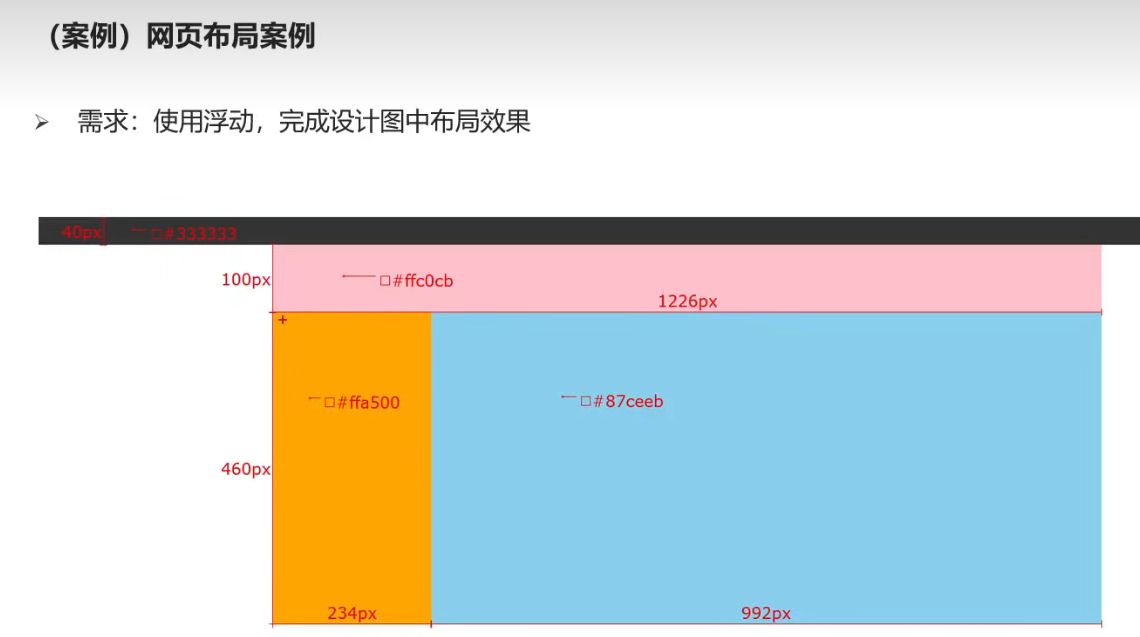 （案例）网页布局案例
➢ 需求：使用浮动，完成设计图中布局效果
40px #333333
100px #ffc0cb
1226px
#ffa500 #87ceeb
460px
234px 992px